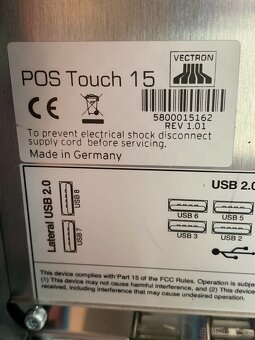 VECTRON
POS Touch 15
CE
5800015162
REV 1.01
To prevent electrical shock disconnect
supply cord before servicing.
Made in Germany
Lateral USB 2.0
USB 8
USB 7
USB 2.0
USB 6
USB 5
USB 3
USB 2
This device complies with Part 15 of the FCC Rules. Operation is subject
(1) This device may not cause harmful interference, and (2) This device
received, including interference that may cause undesired operation.